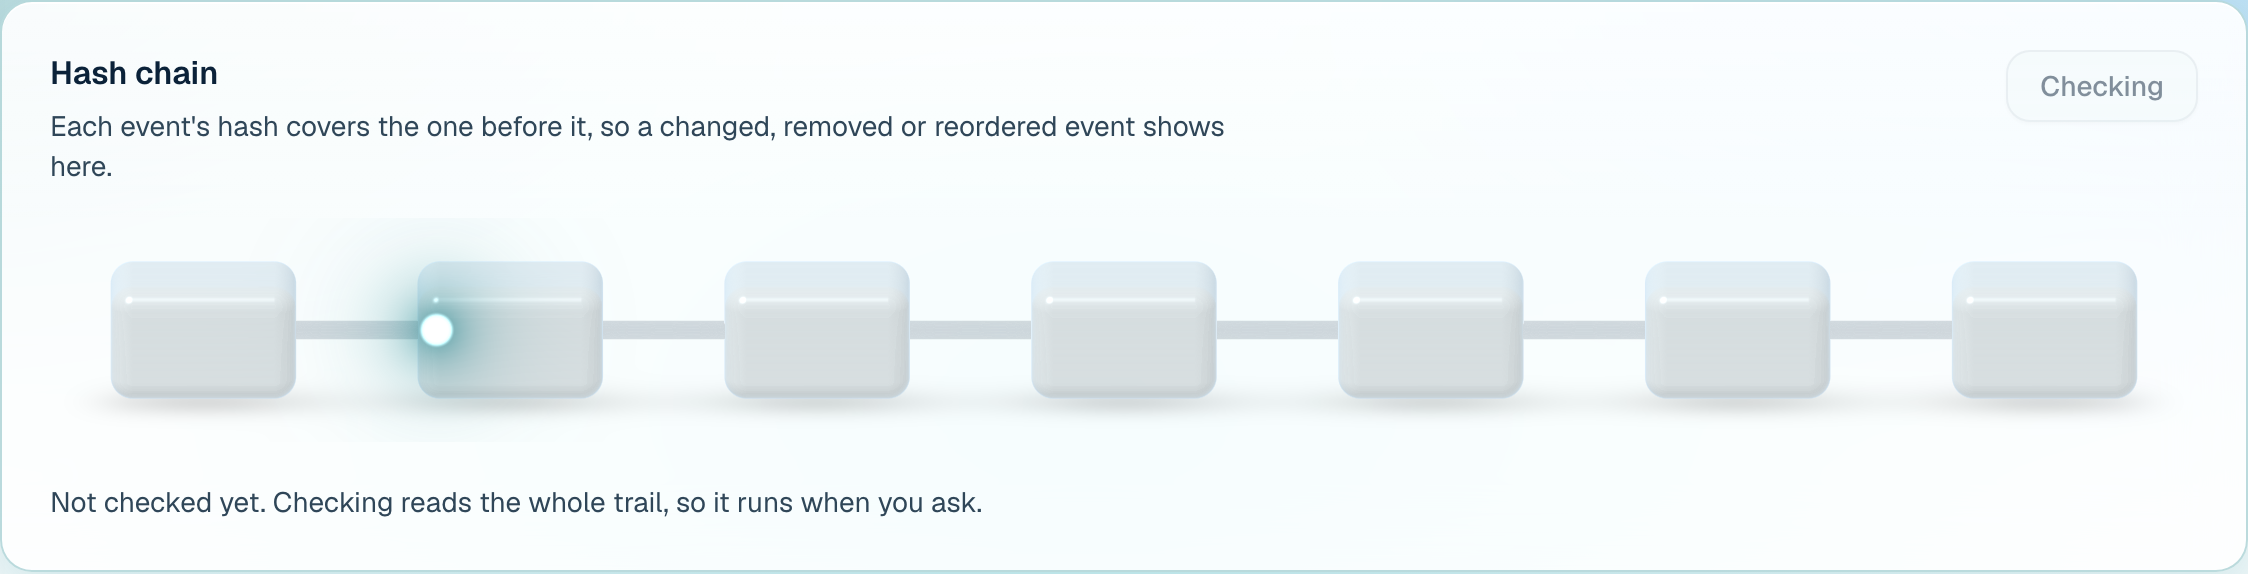 Hash chain
Checking
Each event's hash covers the one before it, so a changed, removed or reordered event shows
here.
Not checked yet. Checking reads the whole trail, so it runs when you ask.